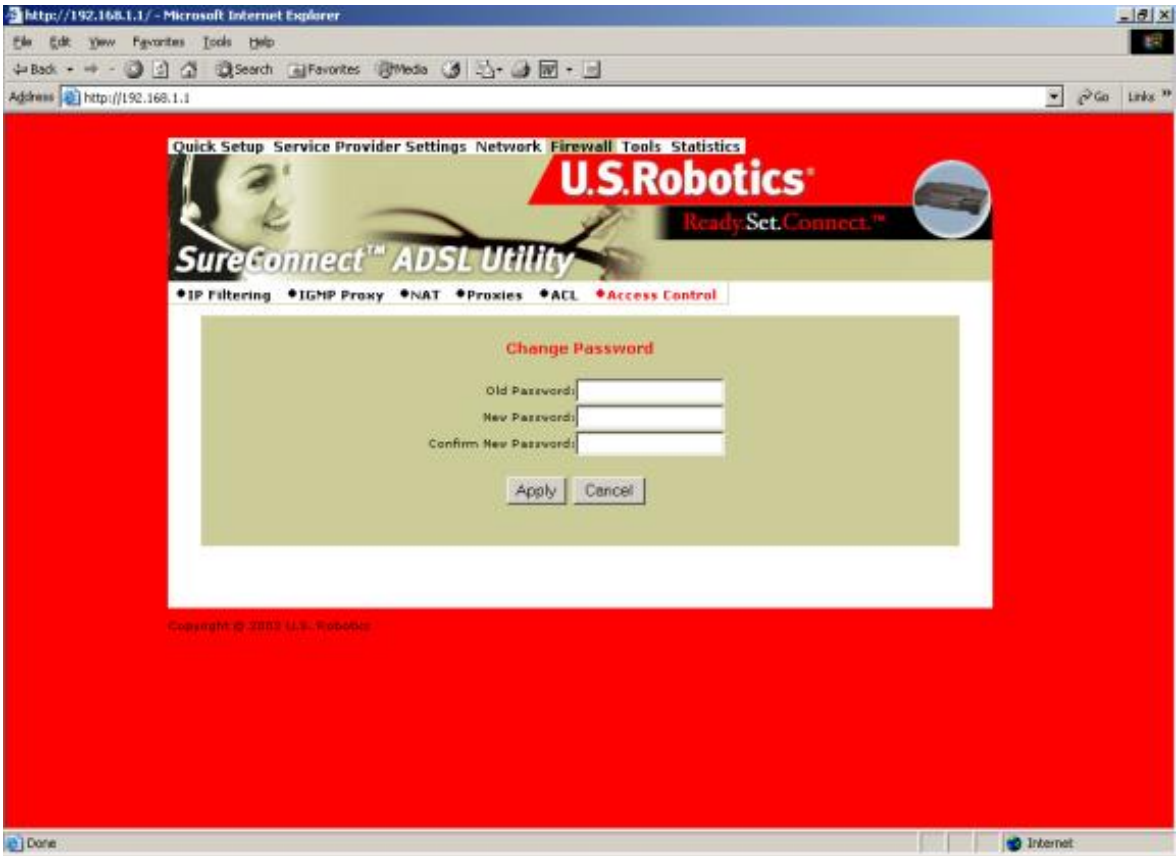 http://192.168.1.1/ - Microsoft Internet Explorer
File Edit View Favorites Tools Help
Back Search Favorites Media
Address http://192.168.1.1 Go Links »
Quick Setup Service Provider Settings Network Firewall Tools Statistics
U.S.Robotics®
Ready.Set.Connect.™
SureConnect™ ADSL Utility
IP Filtering IGMP Proxy NAT Proxies ACL Access Control
Change Password
Old Password:
New Password:
Confirm New Password:
Apply Cancel
Copyright © 2003 U.S. Robotics
Done Internet